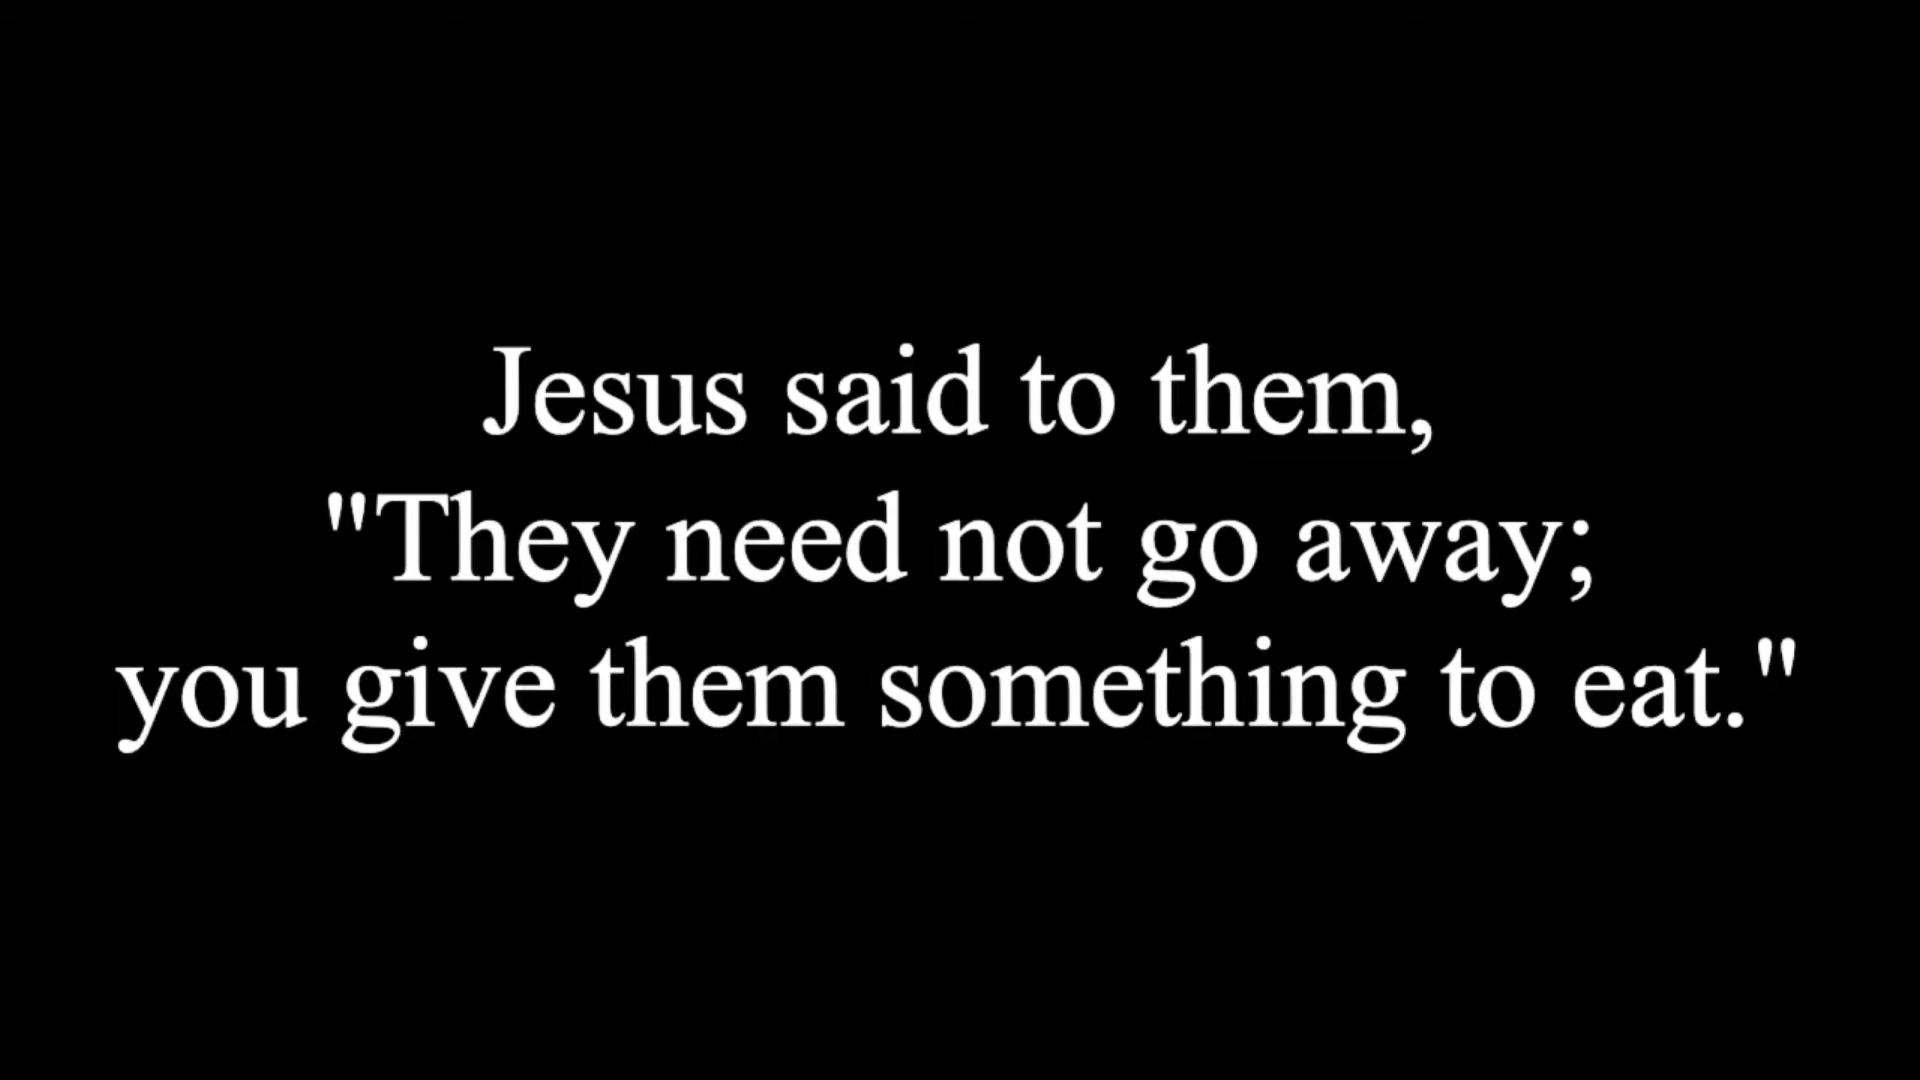 Jesus said to them,
"They need not go away;
you give them something to eat."